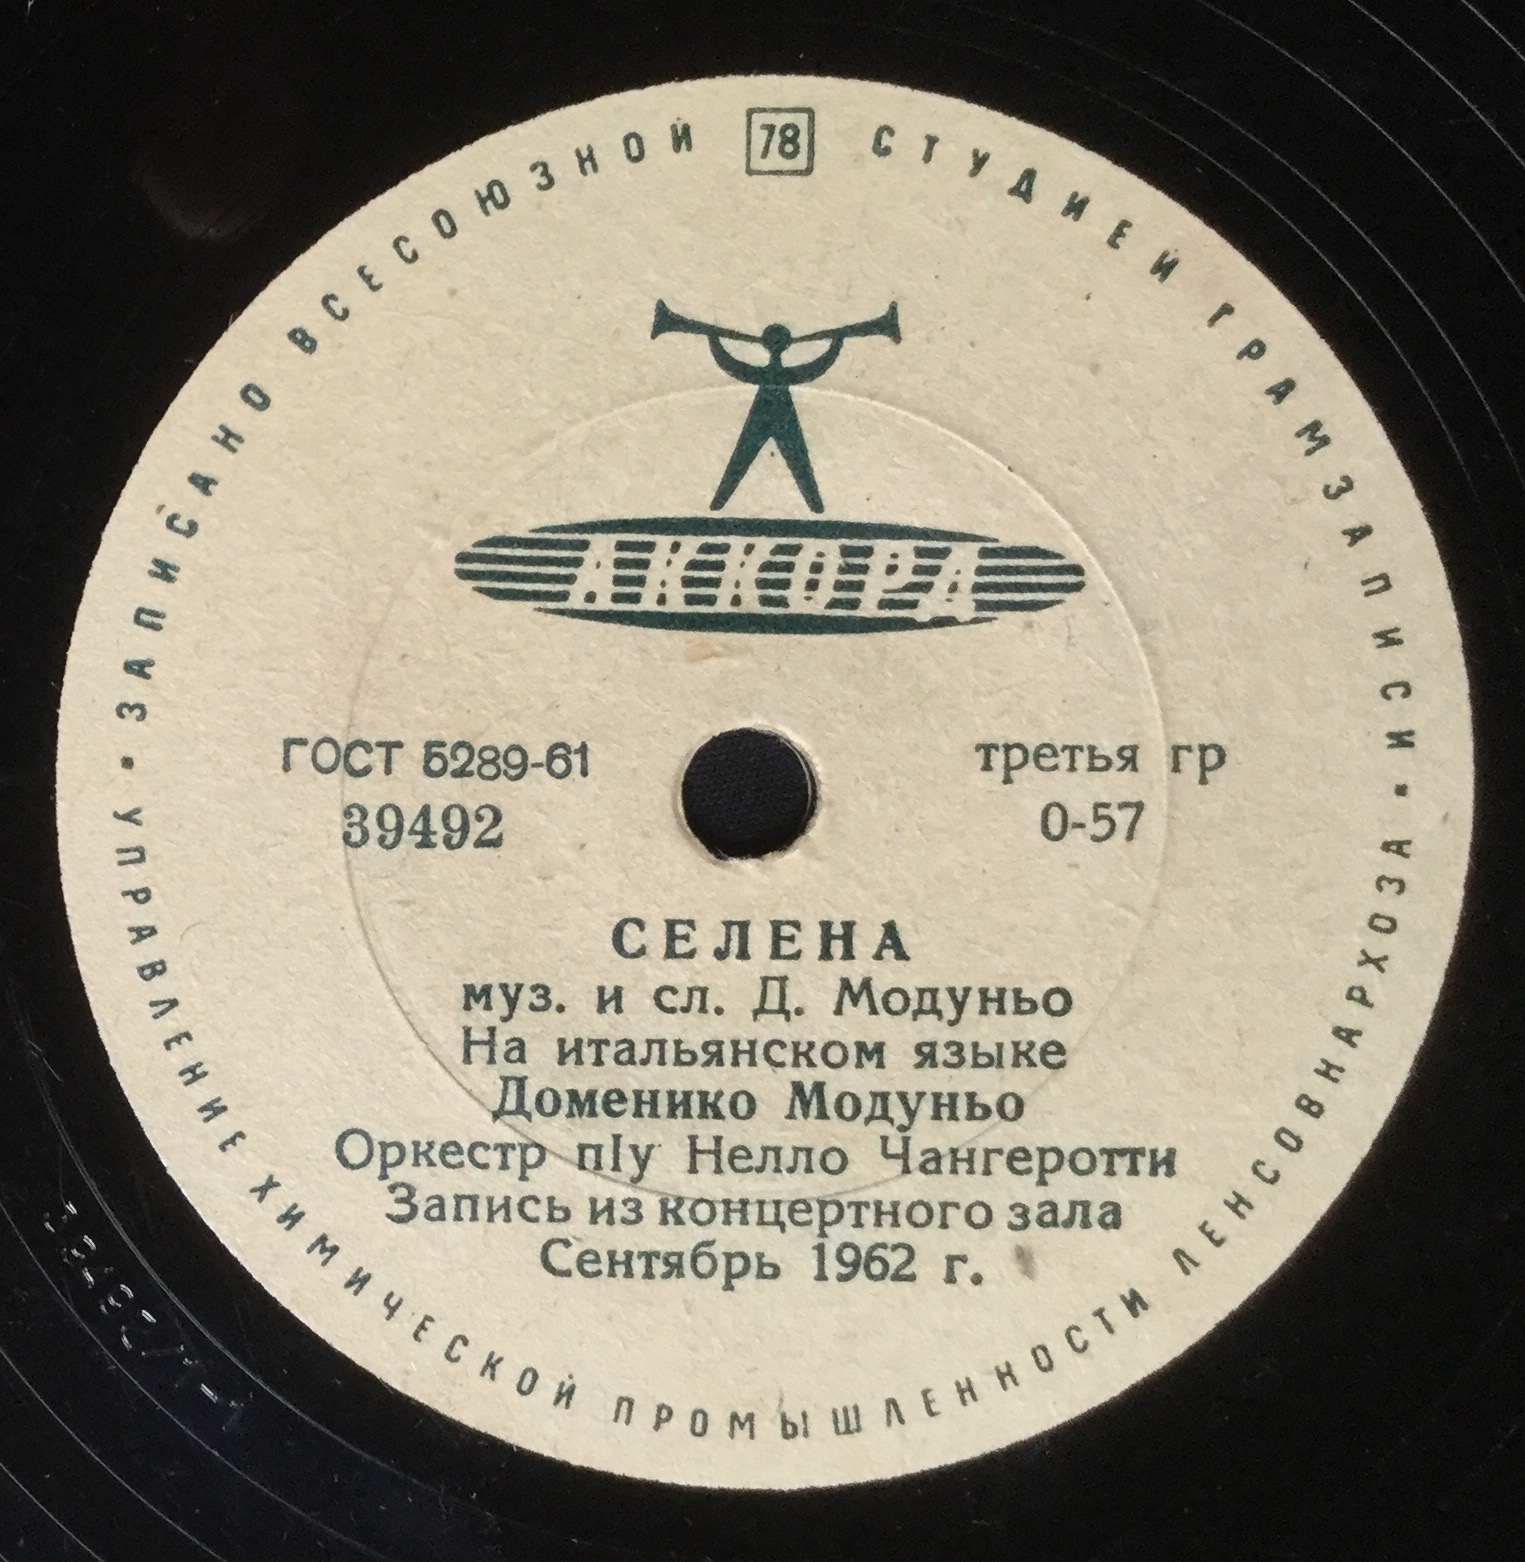 ЗАПИСАНО ВСЕСОЮЗНОЙ 78 СТУДИЕЙ ГРАМЗАПИСИ
АККОРД
ГОСТ 5289-61 третья гр
39492 0-57
СЕЛЕНА
муз. и сл. Д. Модуньо
На итальянском языке
Доменико Модуньо
Оркестр п/у Нелло Чангеротти
Запись из концертного зала
Сентябрь 1962 г.
УПРАВЛЕНИЕ ХИМИЧЕСКОЙ ПРОМЫШЛЕННОСТИ ЛЕНСОВНАРХОЗА